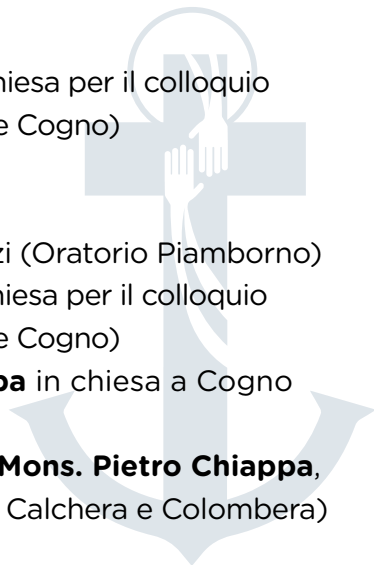 hiesa per il colloquio
e Cogno)
zi (Oratorio Piamborno)
hiesa per il colloquio
e Cogno)
pa in chiesa a Cogno
Mons. Pietro Chiappa,
Calchera e Colombera)